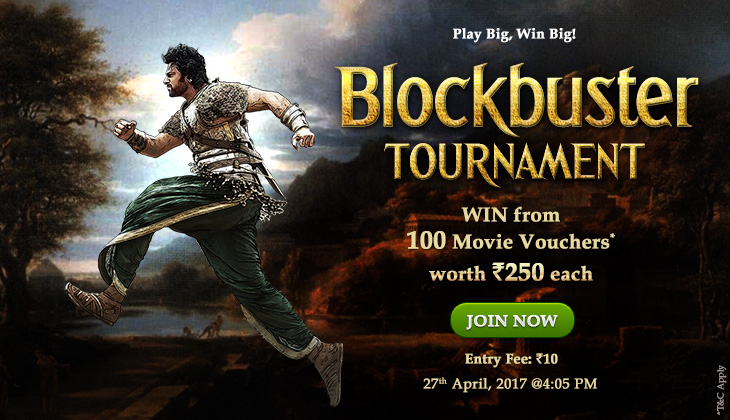 Play Big, Win Big!
Blockbuster
TOURNAMENT
WIN from
100 Movie Vouchers*
worth ₹250 each
JOIN NOW
Entry Fee: ₹10
27th April, 2017 @4:05 PM
*T&C Apply